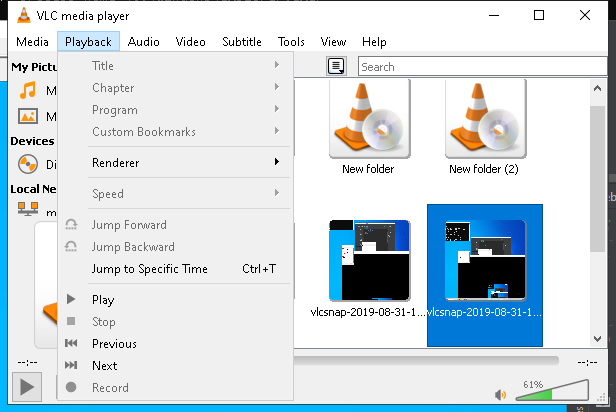 VLC media player
Media Playback Audio Video Subtitle Tools View Help
My Pictu
Title
Chapter
Program
Custom Bookmarks
Renderer
Speed
Jump Forward
Jump Backward
Jump to Specific Time Ctrl+T
Play
Stop
Previous
Next
Record
Search
M
M
Devices
Di
Local Ne
m
New folder
New folder (2)
vlcsnap-2019-08-31-1...
vlcsnap-2019-08-31-1...
--:--
--:--
61%